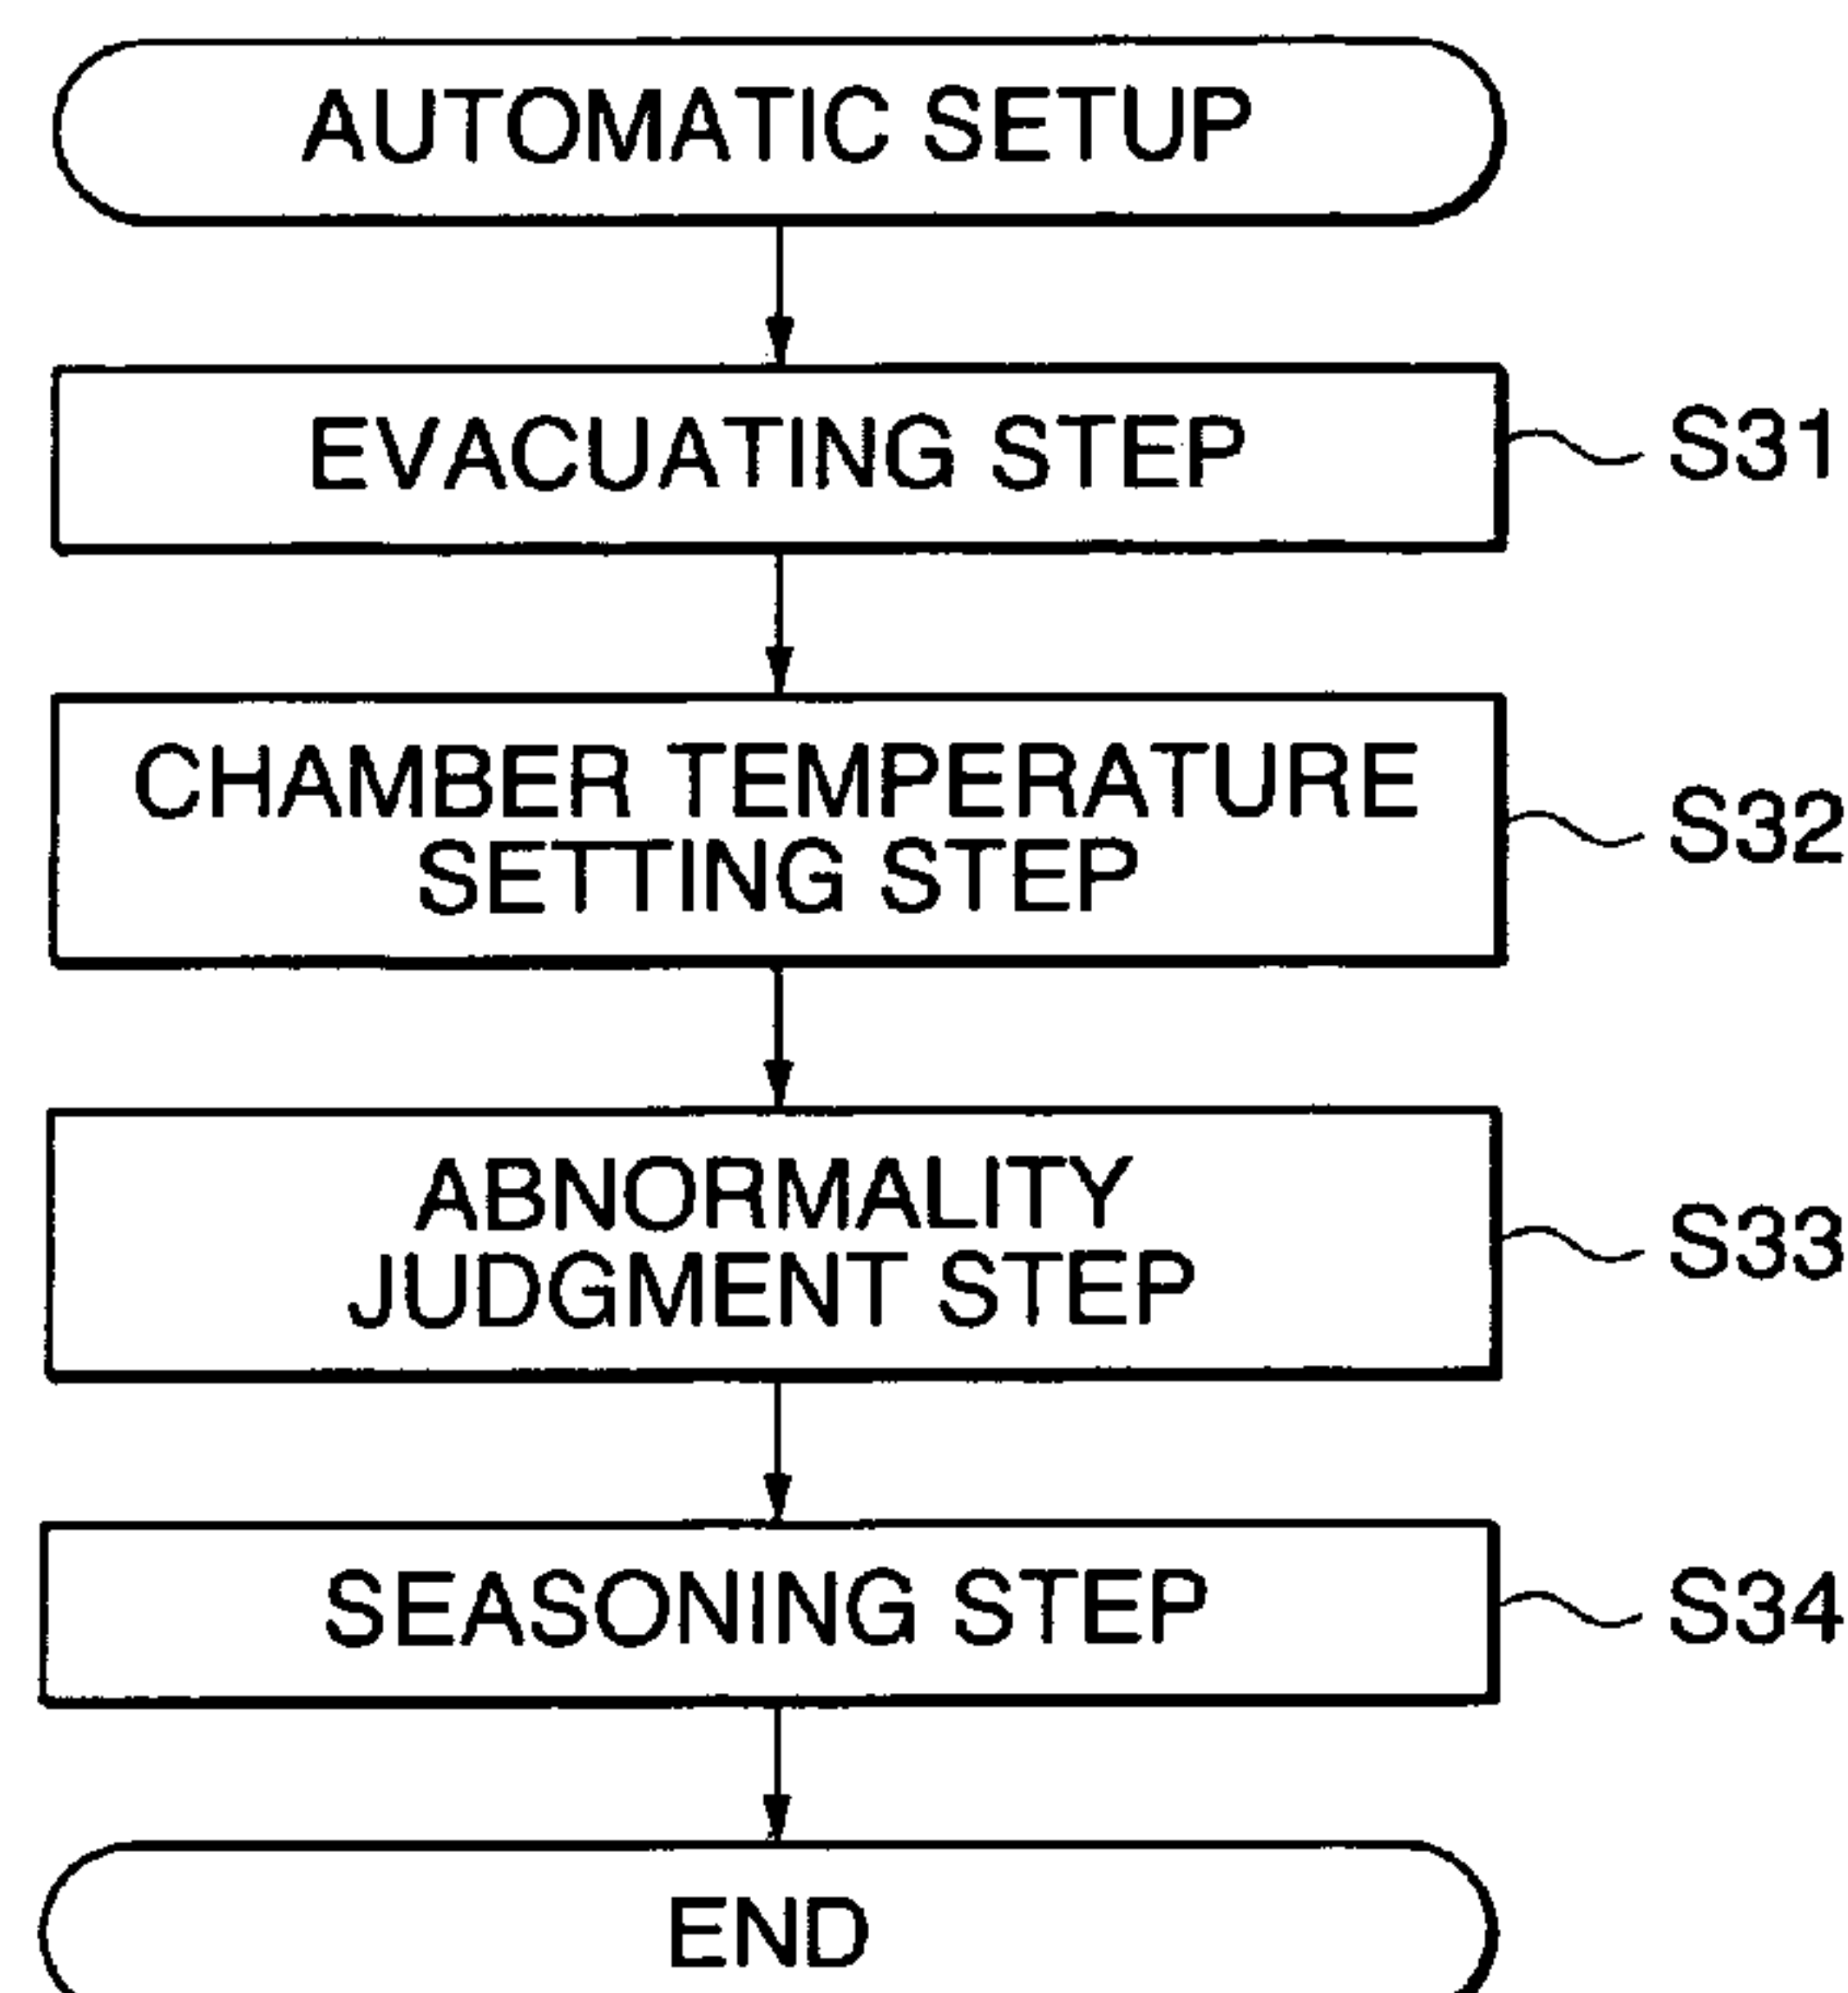 AUTOMATIC SETUP
EVACUATING STEP
S31
CHAMBER TEMPERATURE
SETTING STEP
S32
ABNORMALITY
JUDGMENT STEP
S33
SEASONING STEP
S34
END